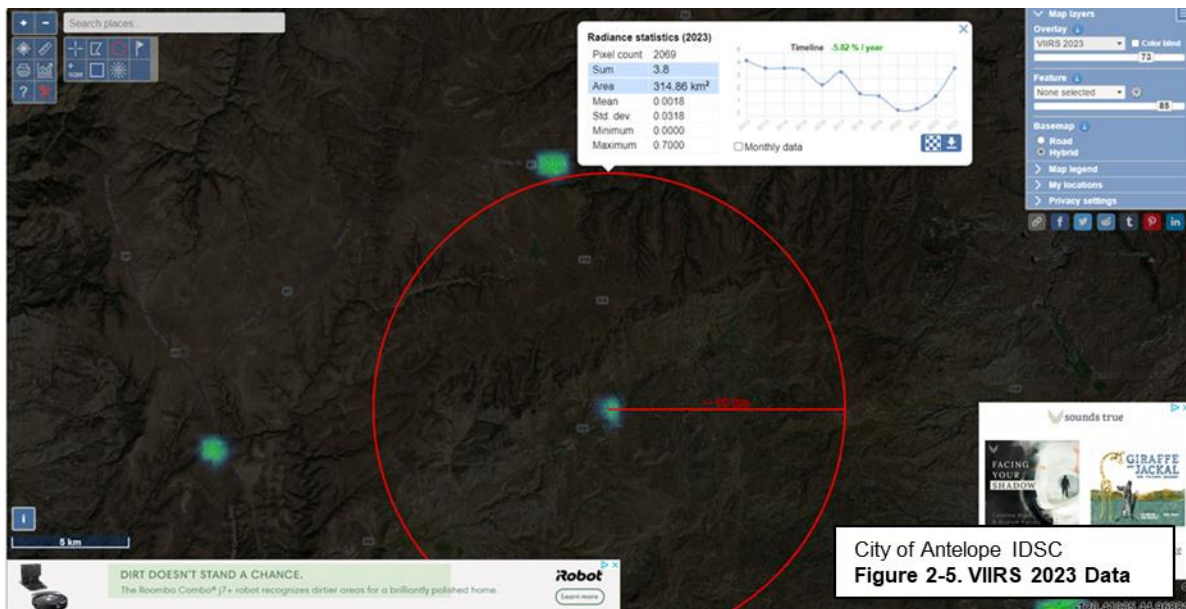 + -
Search places...
SQM
?
Radiance statistics (2023)
Pixel count 2069
Sum 3.8
Area 314.86 km²
Mean 0.0018
Std. dev. 0.0318
Minimum 0.0000
Maximum 0.7000
Timeline -5.82 % / year
Monthly data
Map layers
Overlay
VIIRS 2023
Color blind
73
Feature
None selected
85
Basemap
Road
Hybrid
Map legend
My locations
Privacy settings
i
5 km
DIRT DOESN'T STAND A CHANCE.
The Roomba Combo® j7+ robot recognizes dirtier areas for a brilliantly polished home.
iRobot
Learn more
sounds true
FACING
YOUR
SHADOW
GIRAFFE
AND
JACKAL
City of Antelope IDSC
Figure 2-5. VIIRS 2023 Data